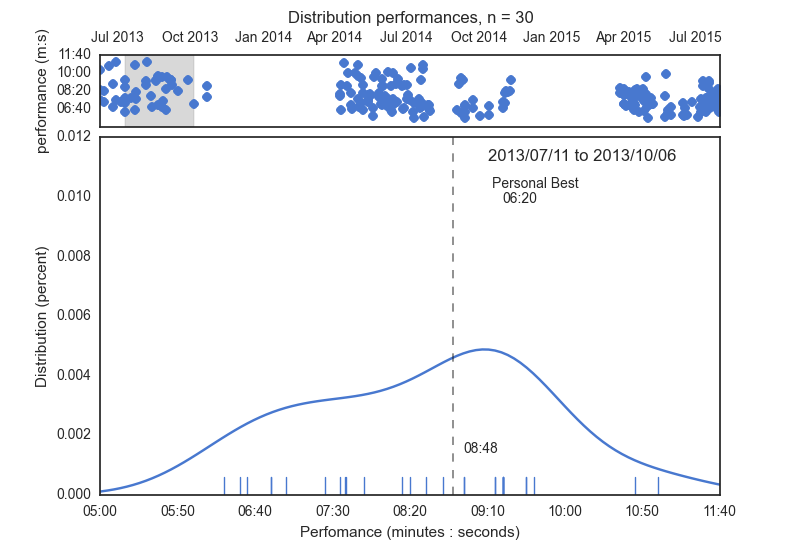 Distribution performances, n = 30
Jul 2013 Oct 2013 Jan 2014 Apr 2014 Jul 2014 Oct 2014 Jan 2015 Apr 2015 Jul 2015
performance (m:s)
11:40
10:00
08:20
06:40
Distribution (percent)
0.012
0.010
0.008
0.006
0.004
0.002
0.000
2013/07/11 to 2013/10/06
Personal Best
06:20
08:48
05:00 05:50 06:40 07:30 08:20 09:10 10:00 10:50 11:40
Perfomance (minutes : seconds)